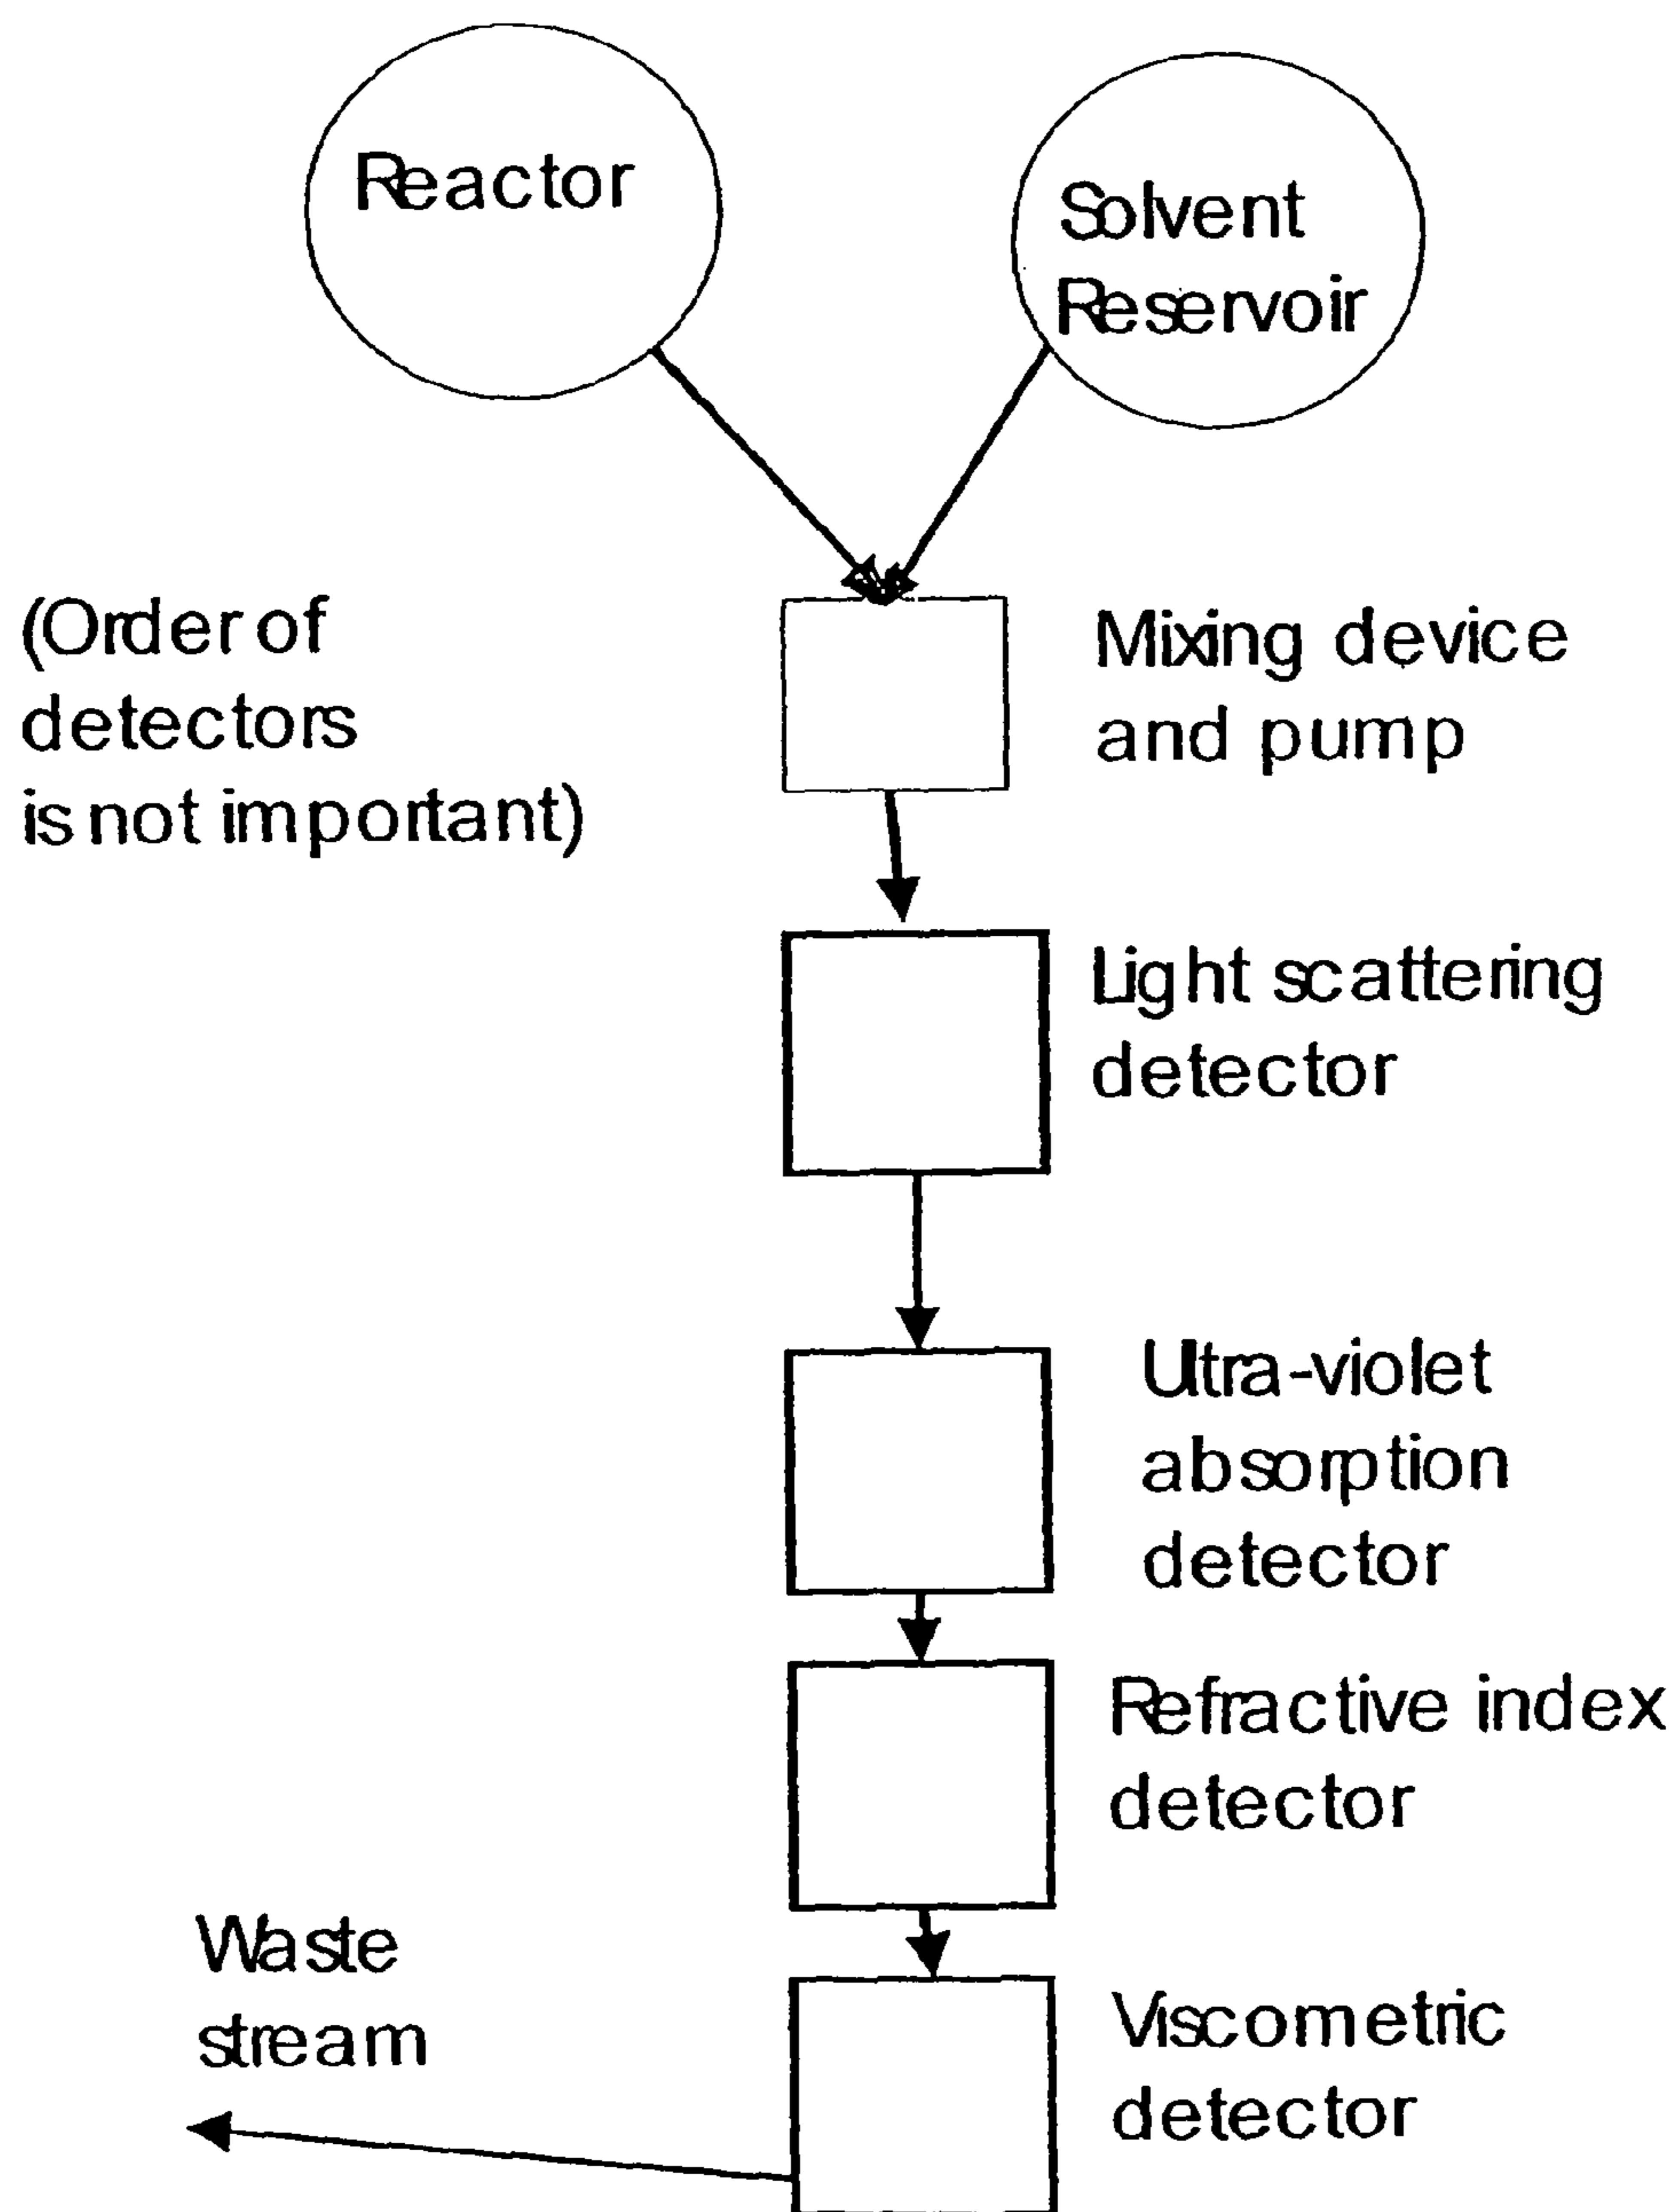 Reactor
Solvent
Reservoir
(Order of
detectors
is not important)
Mixing device
and pump
Light scattering
detector
Ultra-violet
absorption
detector
Refractive index
detector
Waste
stream
Viscometric
detector